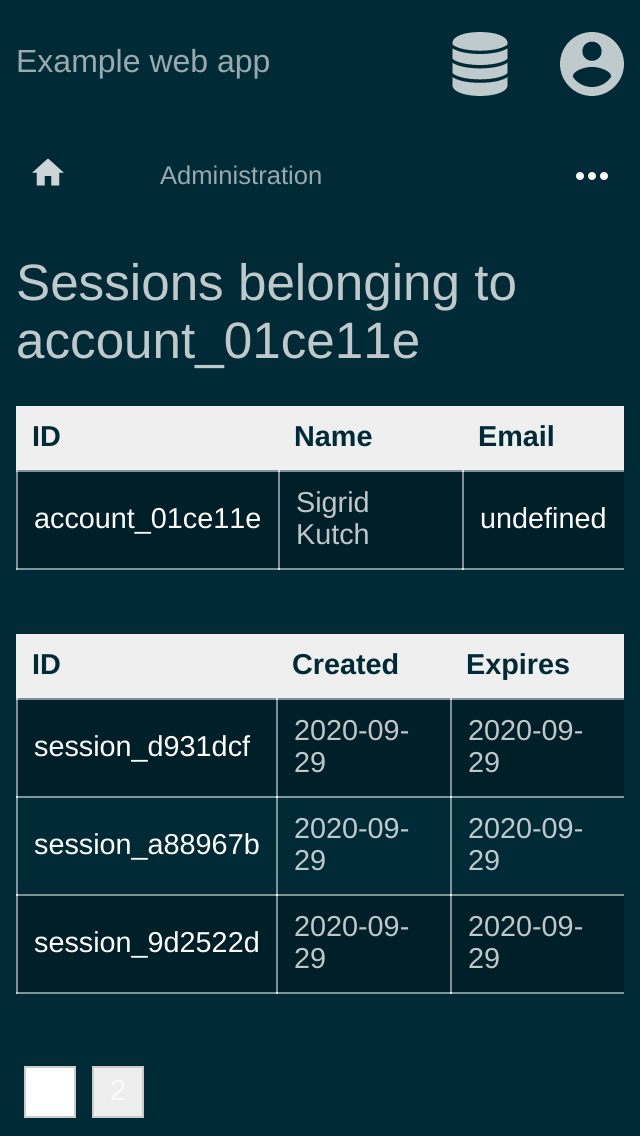 Example web app
Administration
Sessions belonging to
account_01ce11e
ID Name Email
account_01ce11e Sigrid Kutch undefined
ID Created Expires
session_d931dcf 2020-09-29 2020-09-29
session_a88967b 2020-09-29 2020-09-29
session_9d2522d 2020-09-29 2020-09-29
2